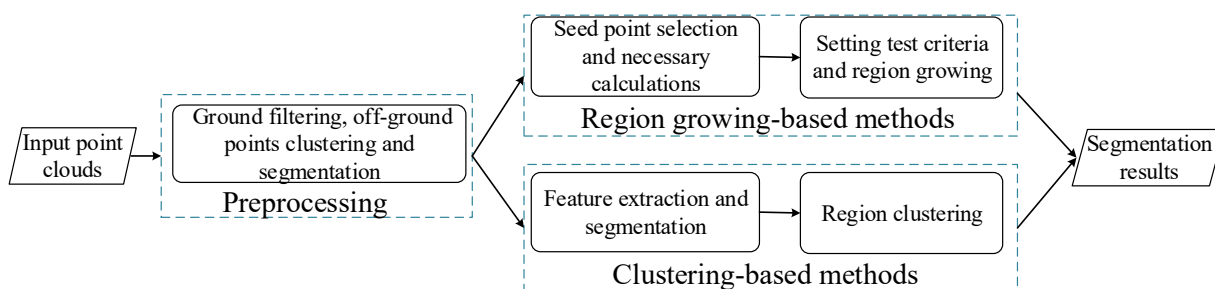 Input point
clouds
Ground filtering, off-ground
points clustering and
segmentation
Preprocessing
Seed point selection
and necessary
calculations
Setting test criteria
and region growing
Region growing-based methods
Feature extraction and
segmentation
Region clustering
Clustering-based methods
Segmentation
results